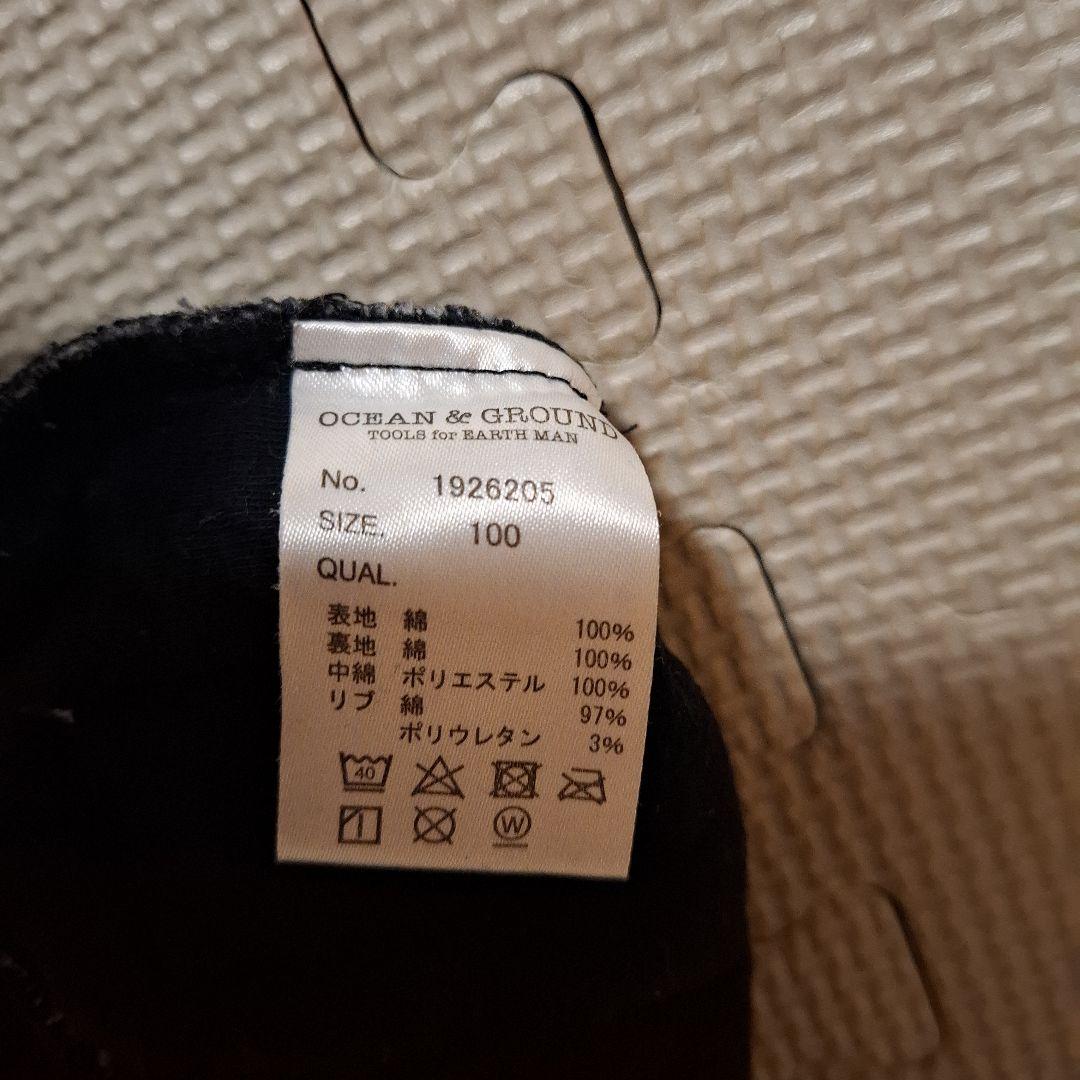 OCEAN & GROUND
TOOLS for EARTH MAN
No. 1926205
SIZE. 100
QUAL.
表地 綿 100%
裏地 綿 100%
中綿 ポリエステル 100%
リブ 綿 97%
ポリウレタン 3%
40
W